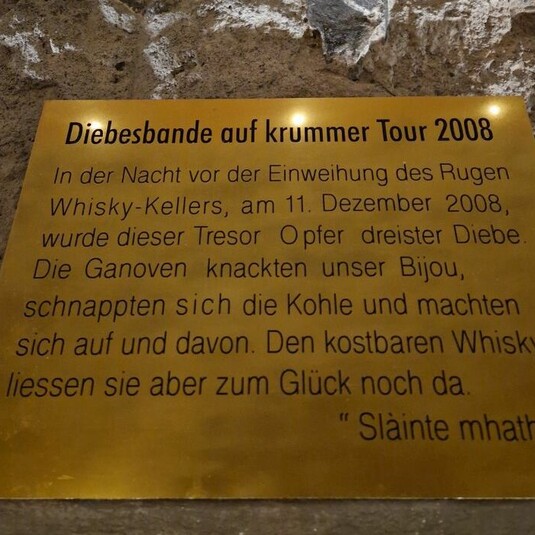 Diebesbande auf krummer Tour 2008
In der Nacht vor der Einweihung des Rugen
Whisky-Kellers, am 11. Dezember 2008,
wurde dieser Tresor Opfer dreister Diebe.
Die Ganoven knackten unser Bijou,
schnappten sich die Kohle und machten
sich auf und davon. Den kostbaren Whisky
liessen sie aber zum Glück noch da.
" Slàinte mhath